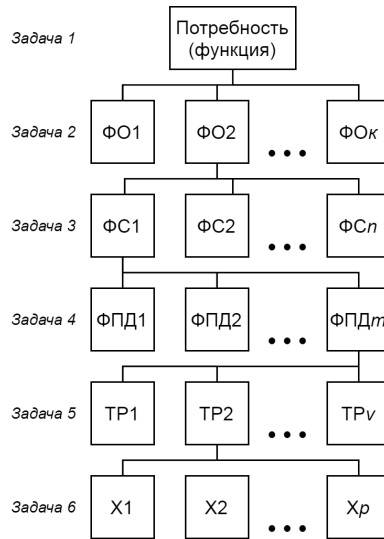 Задача 1
Потребность
(функция)
Задача 2
ФО1
ФО2
ФОк
Задача 3
ФС1
ФС2
ФСn
Задача 4
ФПД1
ФПД2
ФПДm
Задача 5
ТР1
ТР2
ТРv
Задача 6
Х1
Х2
Хp